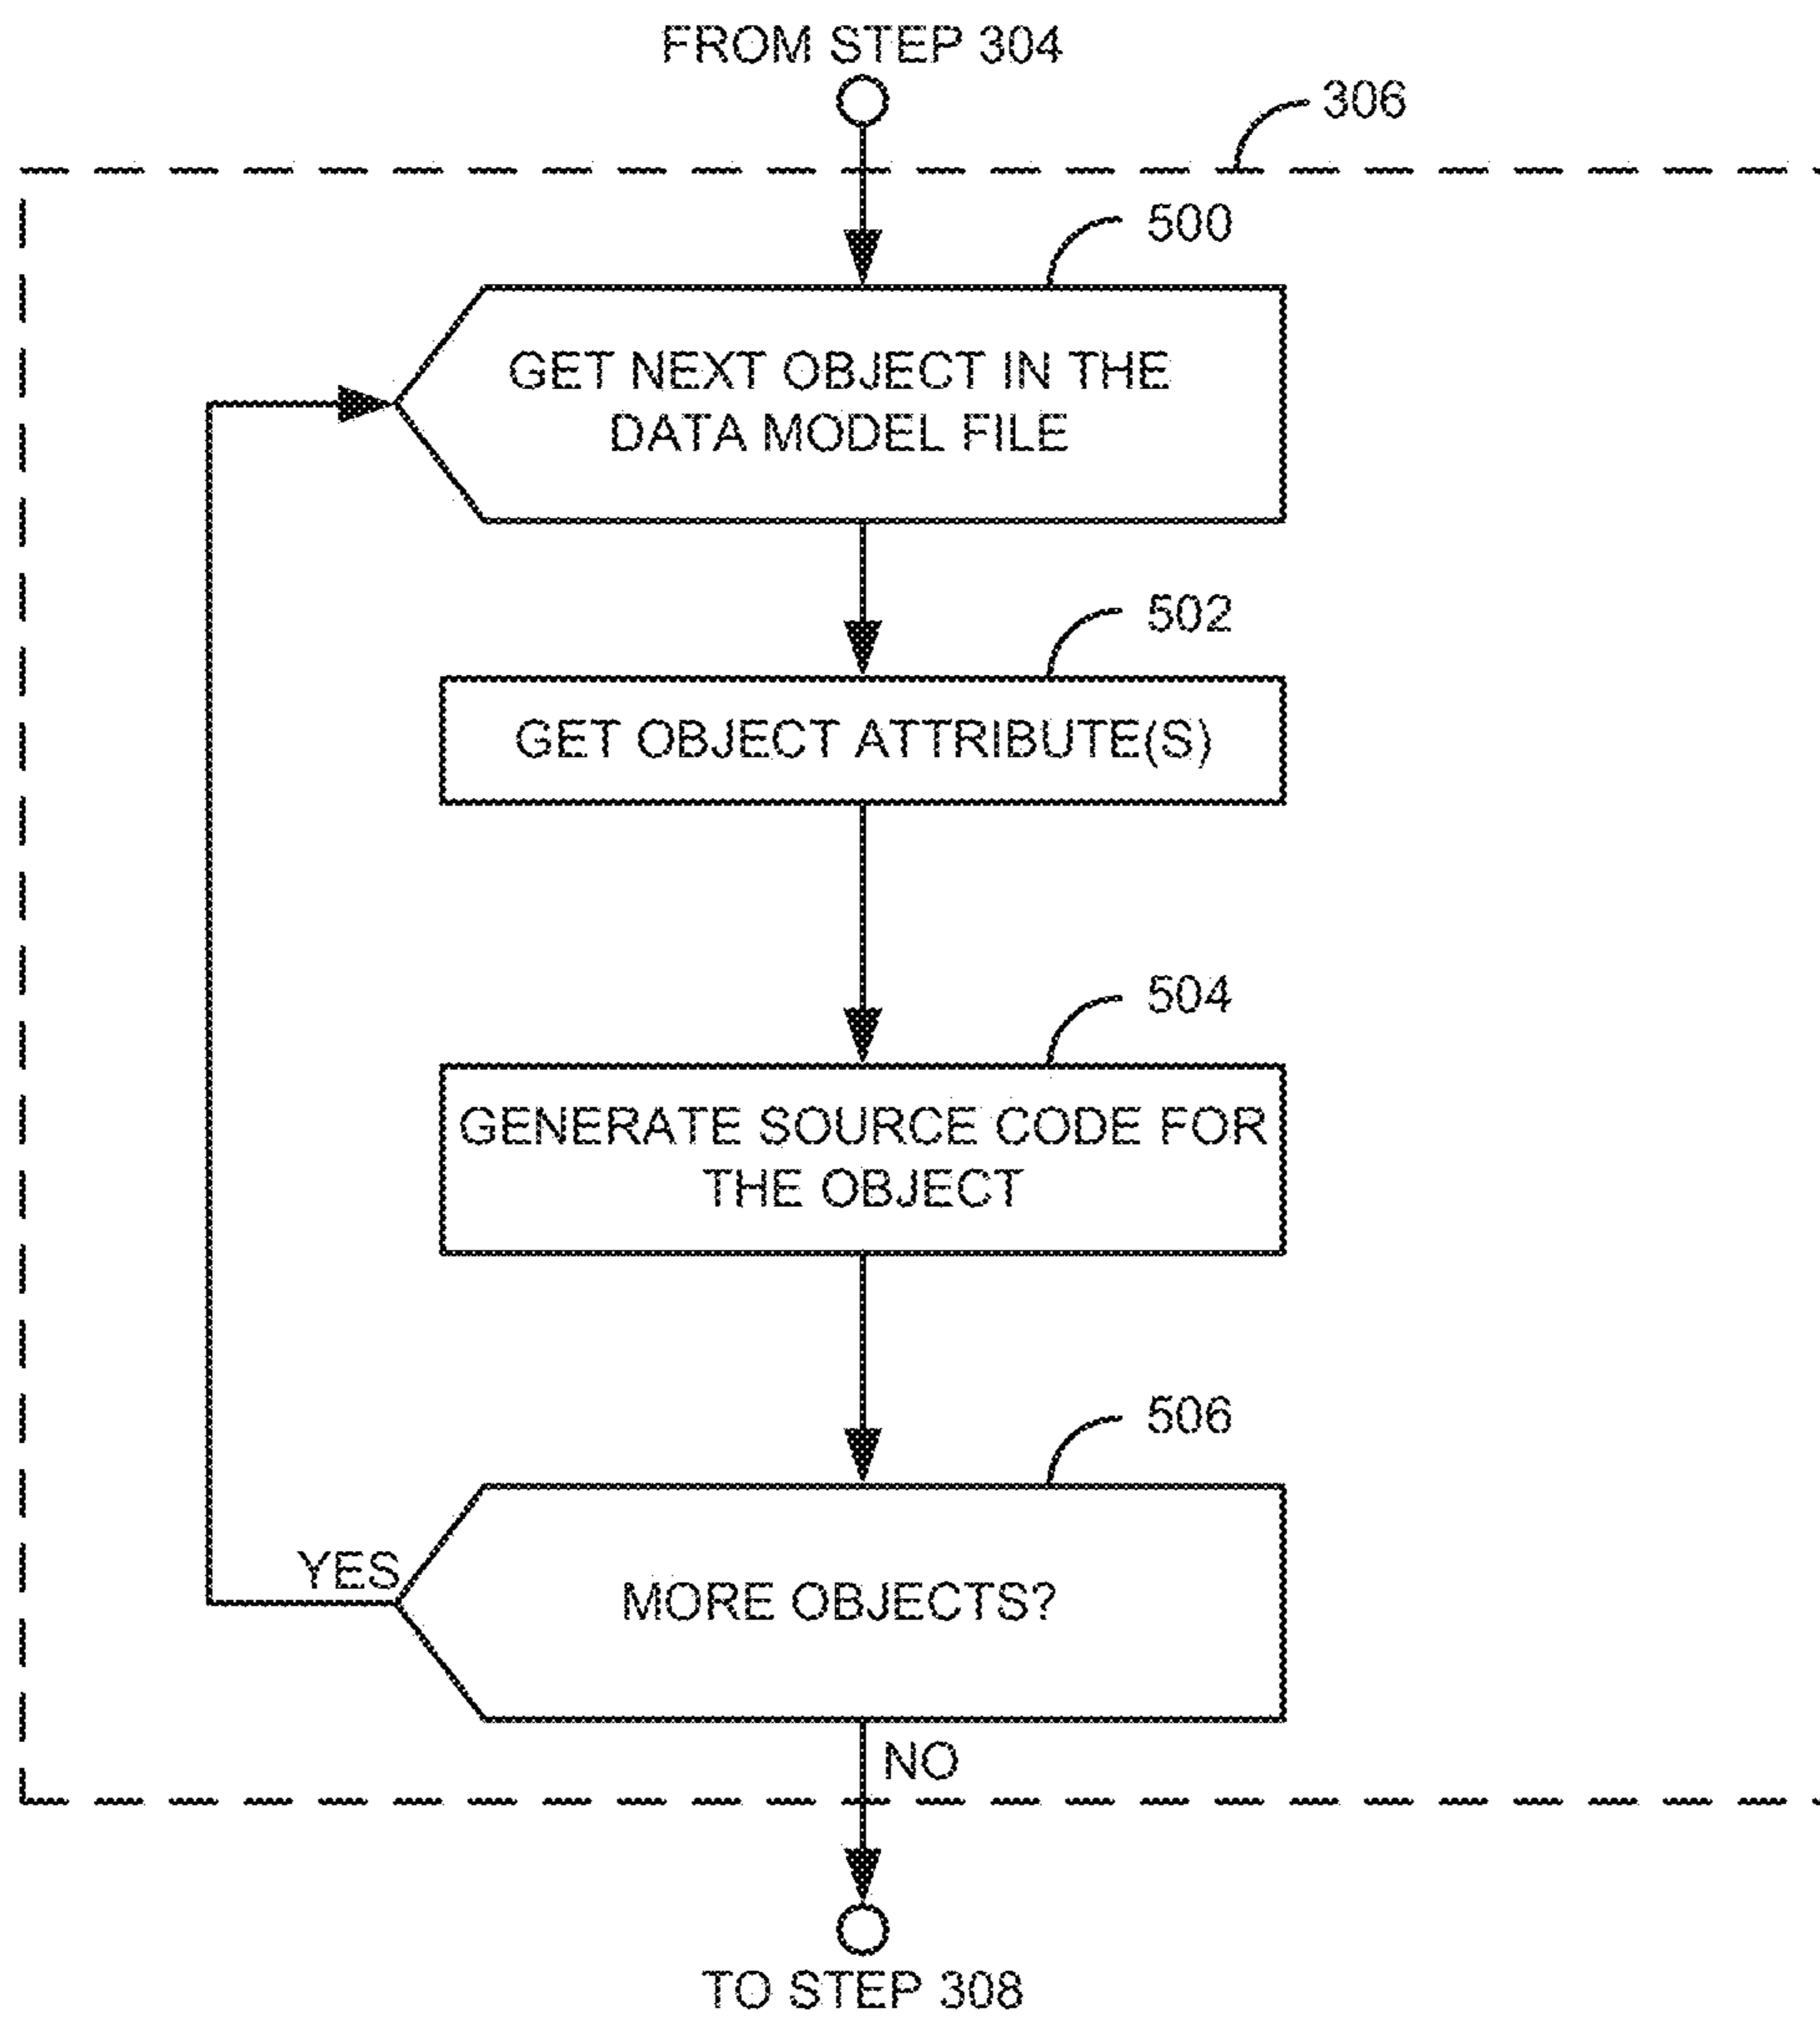 FROM STEP 304
306
500
GET NEXT OBJECT IN THE
DATA MODEL FILE
502
GET OBJECT ATTRIBUTE(S)
504
GENERATE SOURCE CODE FOR
THE OBJECT
506
YES
MORE OBJECTS?
NO
TO STEP 308